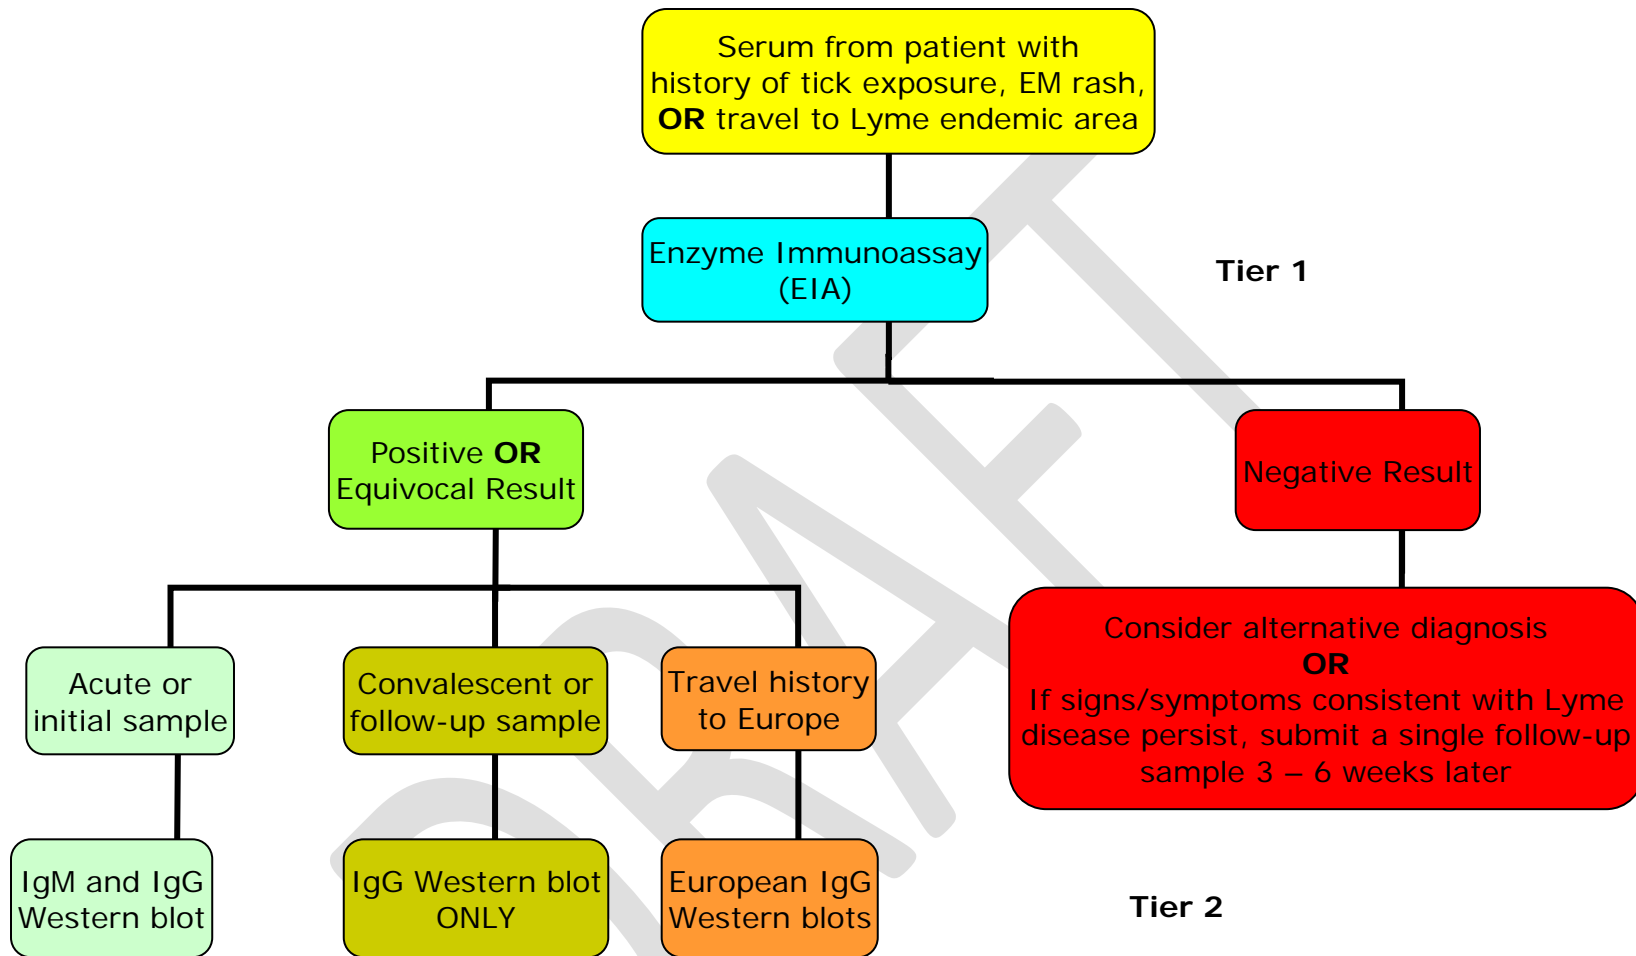 Serum from patient with
history of tick exposure, EM rash,
OR travel to Lyme endemic area
Enzyme Immunoassay
(EIA)
Tier 1
Positive OR
Equivocal Result
Negative Result
Acute or
initial sample
Convalescent or
follow-up sample
Travel history
to Europe
Consider alternative diagnosis
OR
If signs/symptoms consistent with Lyme
disease persist, submit a single follow-up
sample 3 – 6 weeks later
IgM and IgG
Western blot
IgG Western blot
ONLY
European IgG
Western blots
Tier 2
DRAFT